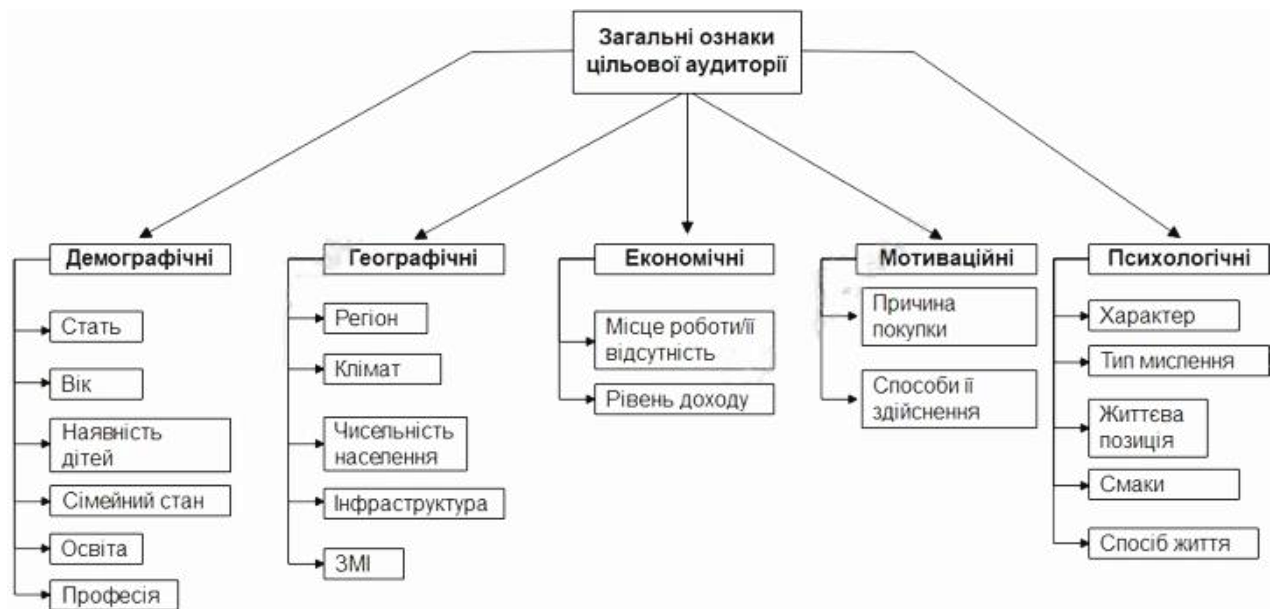 Загальні ознаки
цільової аудиторії
Демографічні
Стать
Вік
Наявність
дітей
Сімейний стан
Освіта
Професія
Географічні
Регіон
Клімат
Чисельність
населення
Інфраструктура
ЗМІ
Економічні
Місце роботи/її
відсутність
Рівень доходу
Мотиваційні
Причина
покупки
Способи її
здійснення
Психологічні
Характер
Тип мислення
Життєва
позиція
Смаки
Спосіб життя